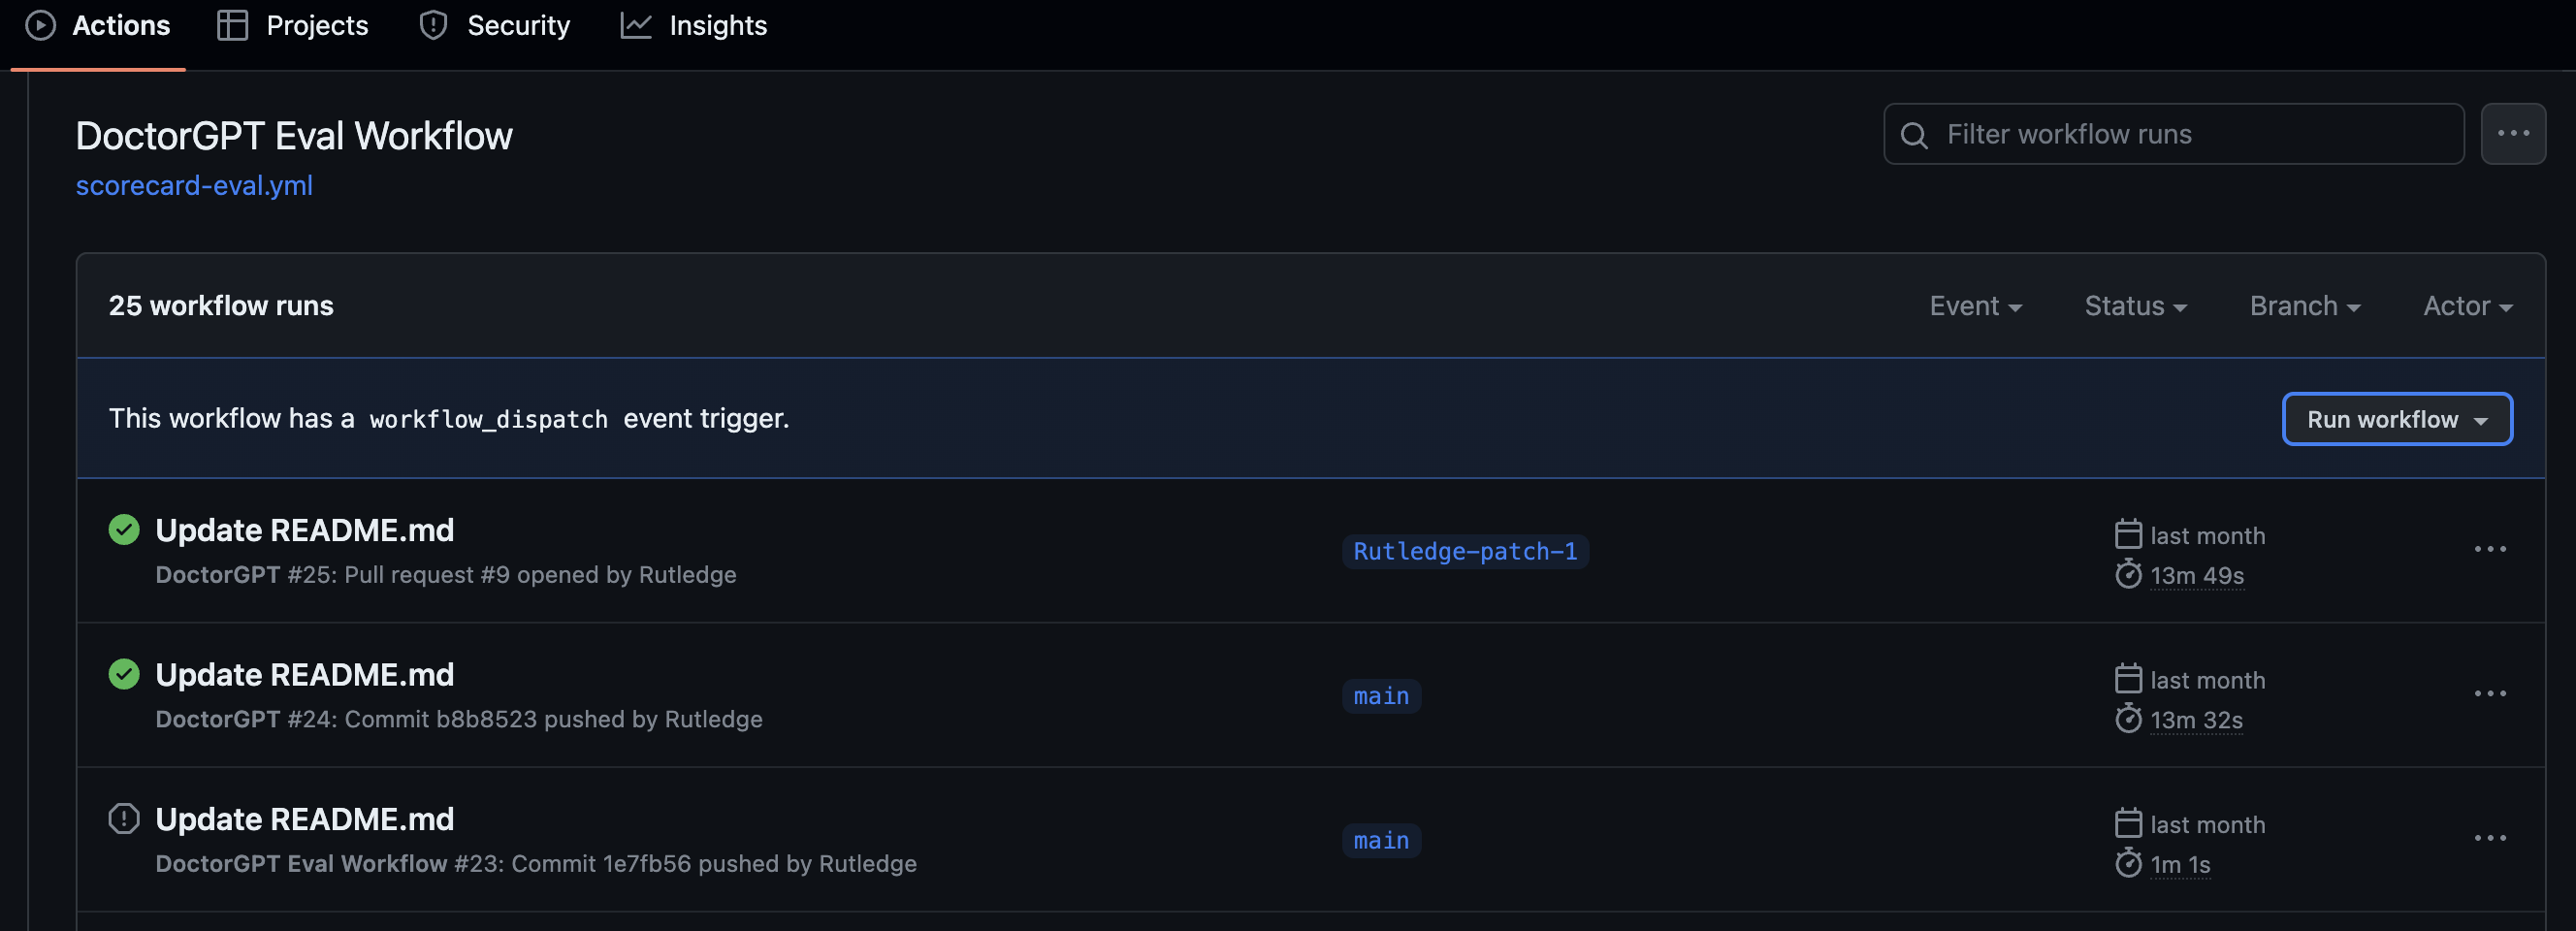 Actions Projects Security Insights
DoctorGPT Eval Workflow
Filter workflow runs
scorecard-eval.yml
25 workflow runs
Event Status Branch Actor
This workflow has a workflow_dispatch event trigger.
Run workflow
Update README.md
DoctorGPT #25: Pull request #9 opened by Rutledge
Rutledge-patch-1
last month
13m 49s
Update README.md
DoctorGPT #24: Commit b8b8523 pushed by Rutledge
main
last month
13m 32s
Update README.md
DoctorGPT Eval Workflow #23: Commit 1e7fb56 pushed by Rutledge
main
last month
1m 1s